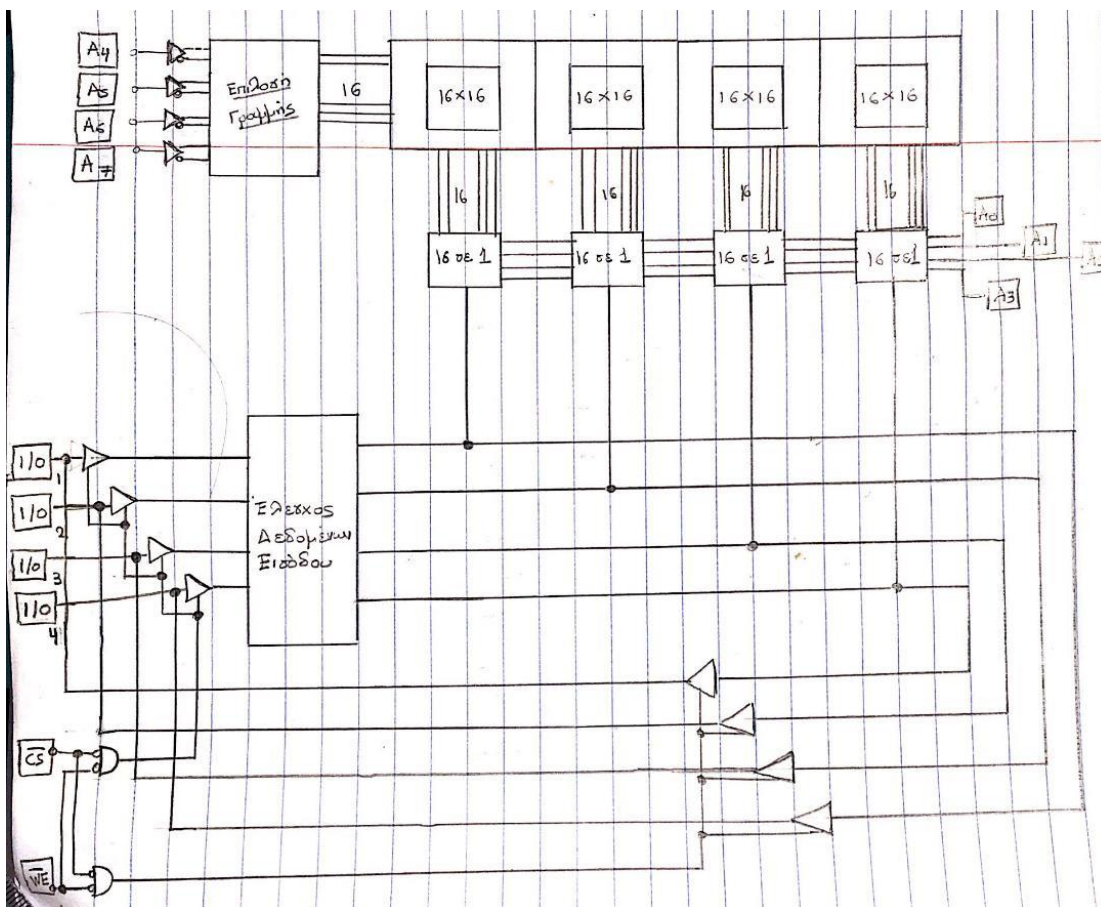 A4
A5
A6
A7
Επιλογή
Γραμμής
16
16×16
16×16
16×16
16×16
16
16
16
16
16 σε 1
16 σε 1
16 σε 1
16 σε 1
A0
A1
A3
I/O 1
I/O 2
I/O 3
I/O 4
Έλεγχος
Δεδομένων
Εισόδου
C̅S̅
W̅E̅